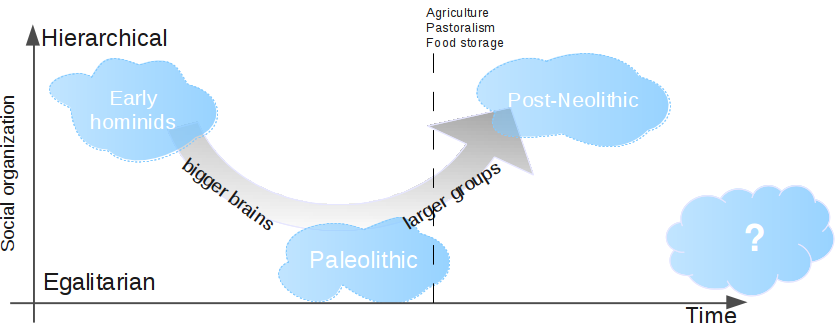 Agriculture
Pastoralism
Food storage
Hierarchical
Early
hominids
Post-Neolithic
Social organization
bigger brains
larger groups
Paleolithic
?
Egalitarian
Time